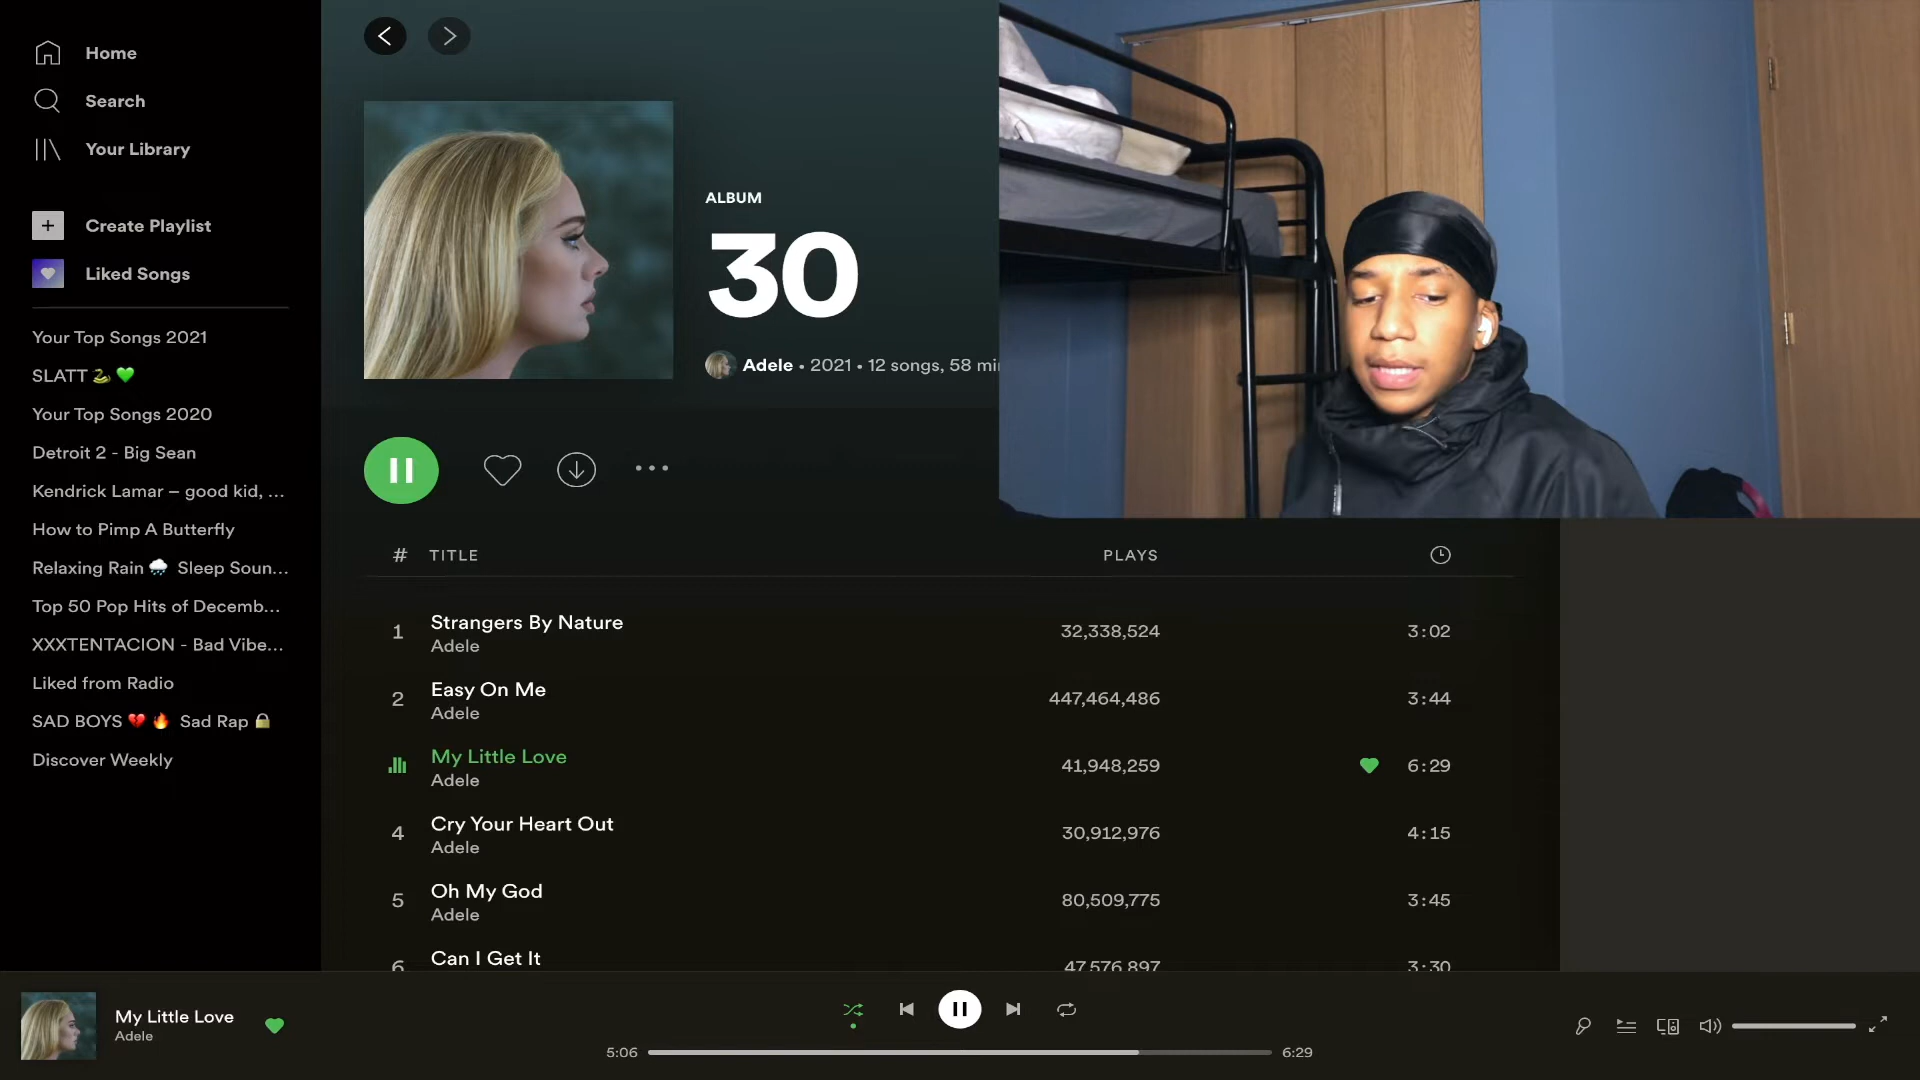 Home
Search
Your Library
Create Playlist
Liked Songs
Your Top Songs 2021
SLATT 🐍 💚
Your Top Songs 2020
Detroit 2 - Big Sean
Kendrick Lamar – good kid, ...
How to Pimp A Butterfly
Relaxing Rain 🌧 Sleep Soun...
Top 50 Pop Hits of Decemb...
XXXTENTACION - Bad Vibe...
Liked from Radio
SAD BOYS 💔 🔥 Sad Rap 🔒
Discover Weekly
ALBUM
30
Adele • 2021 • 12 songs, 58 mi
# TITLE PLAYS
1 Strangers By Nature 32,338,524 3:02
Adele
2 Easy On Me 447,464,486 3:44
Adele
My Little Love 41,948,259 6:29
Adele
4 Cry Your Heart Out 30,912,976 4:15
Adele
5 Oh My God 80,509,775 3:45
Adele
6 Can I Get It 47,576,897 3:30
My Little Love
Adele
5:06 6:29